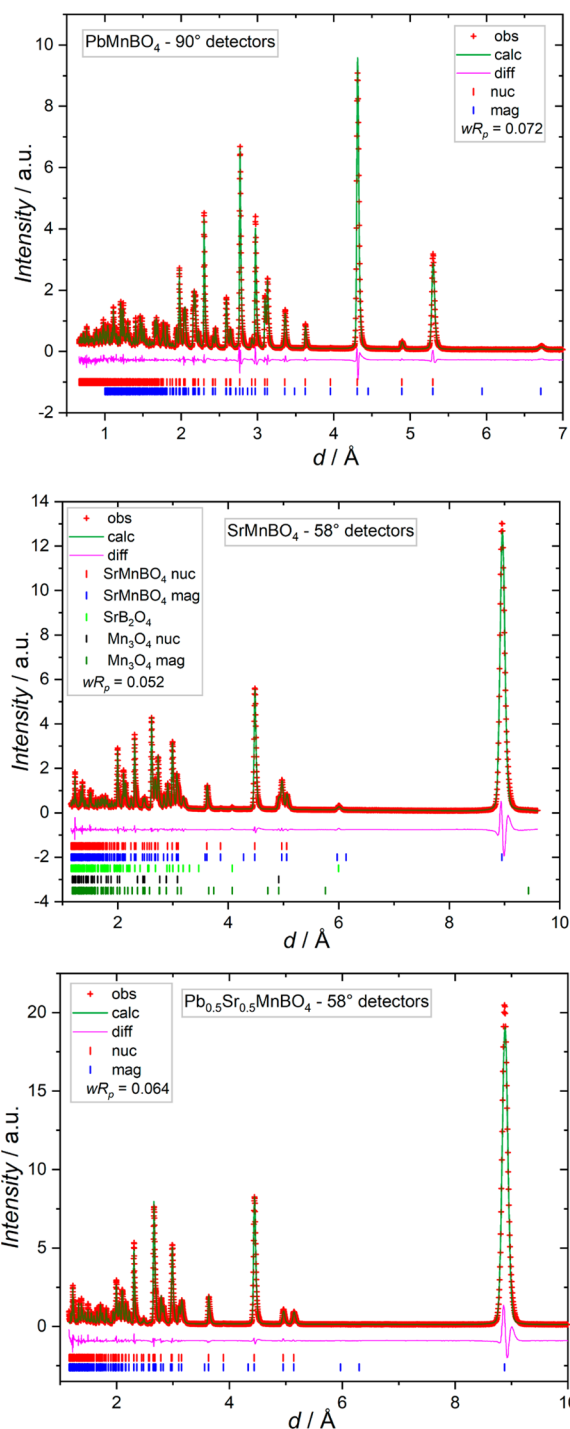 PbMnBO₄ - 90° detectors
obs
calc
diff
nuc
mag
wRₚ = 0.072
Intensity / a.u.
10
8
6
4
2
0
-2
1 2 3 4 5 6 7
d / Å
SrMnBO₄ - 58° detectors
obs
calc
diff
SrMnBO₄ nuc
SrMnBO₄ mag
SrB₂O₄
Mn₃O₄ nuc
Mn₃O₄ mag
wRₚ = 0.052
Intensity / a.u.
14
12
10
8
6
4
2
0
-2
-3
-4
2 4 6 8 10
d / Å
Pb₀.₅Sr₀.₅MnBO₄ - 58° detectors
obs
calc
diff
nuc
mag
wRₚ = 0.064
Intensity / a.u.
20
15
10
5
0
2 4 6 8 10
d / Å